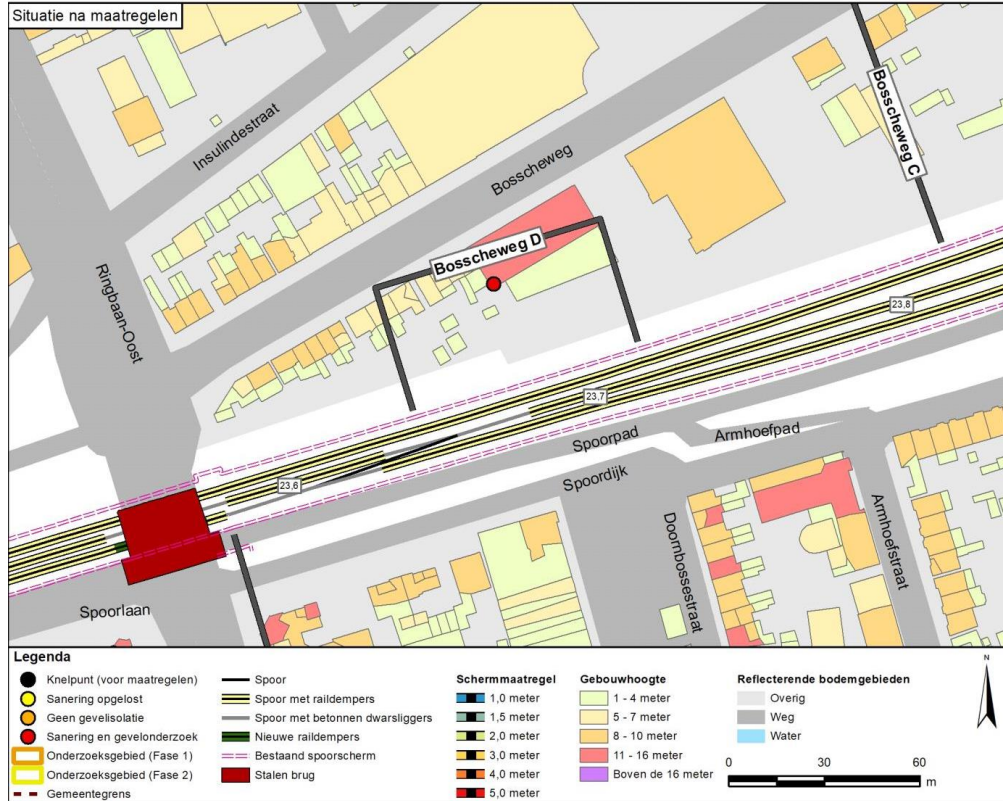 Situatie na maatregelen
Insulindestraat
Bosscheweg
Bosscheweg C
Bosscheweg D
Ringbaan-Oost
23,8
23,7
23,6
Spoorpad
Armhoefpad
Spoordijk
Doornbossestraat
Armhoefstraat
Spoorlaan
Legenda
Knelpunt (voor maatregelen)
Sanering opgelost
Geen gevelisolatie
Sanering en gevelonderzoek
Onderzoeksgebied (Fase 1)
Onderzoeksgebied (Fase 2)
Gemeentegrens
Spoor
Spoor met raildempers
Spoor met betonnen dwarsliggers
Nieuwe raildempers
Bestaand spoorscherm
Stalen brug
Schermmaatregel
1,0 meter
1,5 meter
2,0 meter
3,0 meter
4,0 meter
5,0 meter
Gebouwhoogte
1 - 4 meter
5 - 7 meter
8 - 10 meter
11 - 16 meter
Boven de 16 meter
Reflecterende bodemgebieden
Overig
Weg
Water
N
0 30 60
m